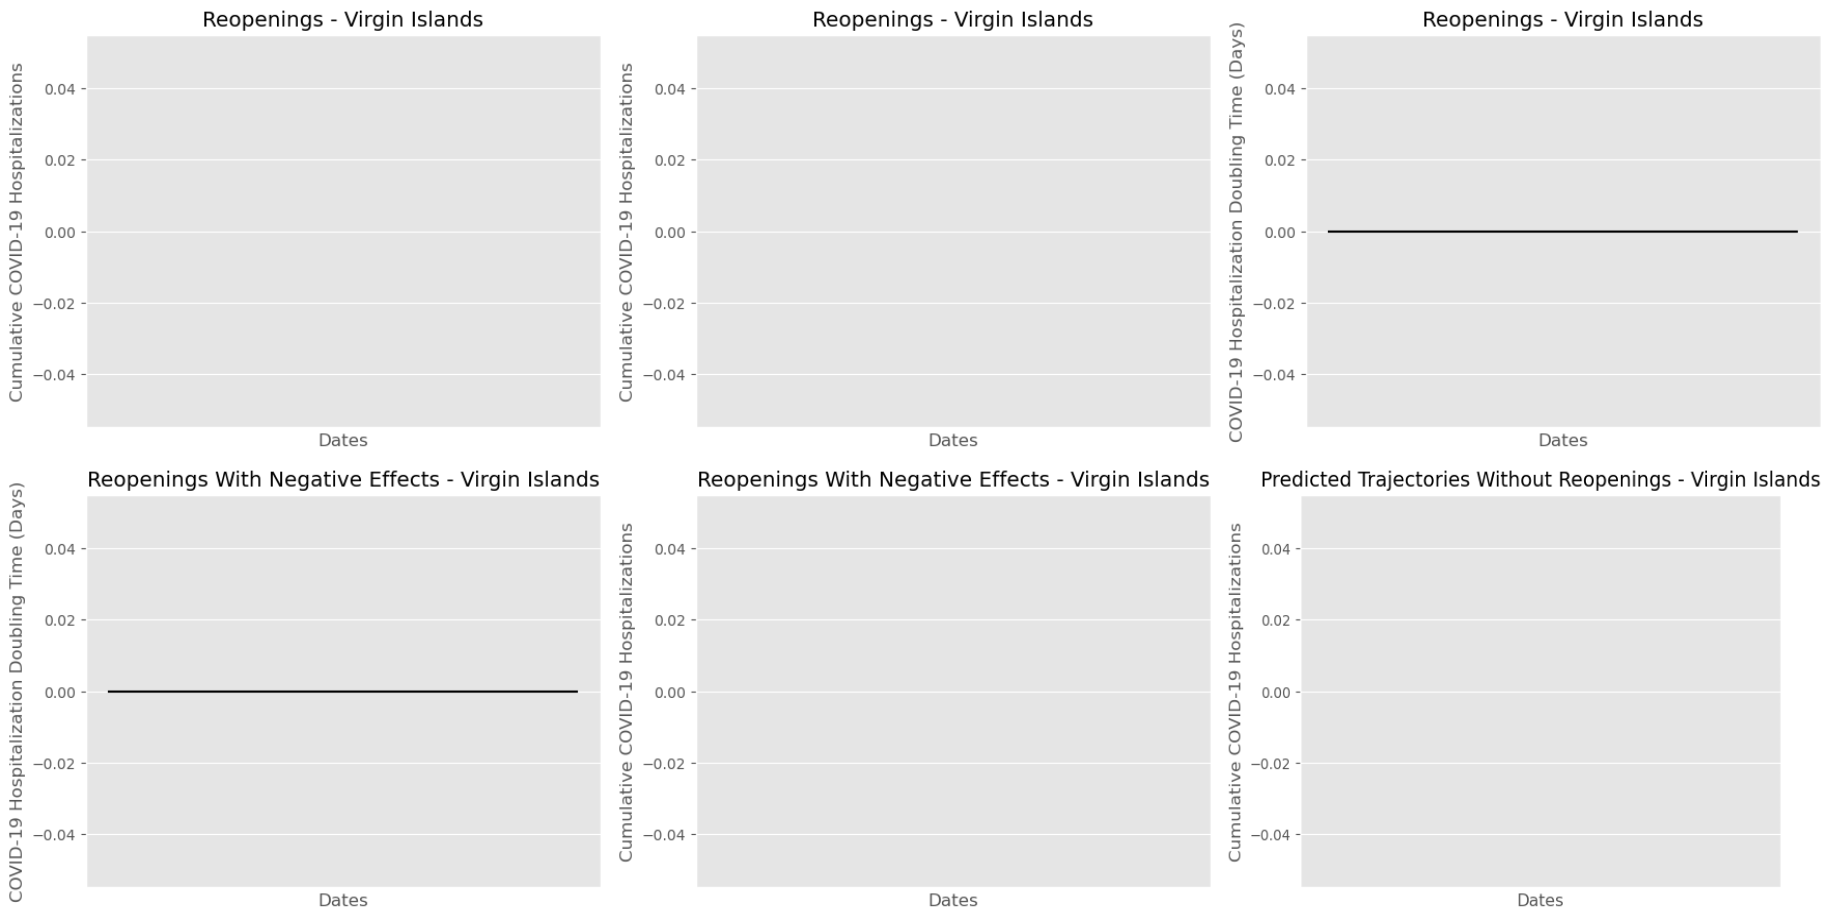 Reopenings - Virgin Islands
Cumulative COVID-19 Hospitalizations
0.04
0.02
0.00
−0.02
−0.04
Dates
Reopenings - Virgin Islands
Cumulative COVID-19 Hospitalizations
0.04
0.02
0.00
−0.02
−0.04
Dates
Reopenings - Virgin Islands
COVID-19 Hospitalization Doubling Time (Days)
0.04
0.02
0.00
−0.02
−0.04
Dates
Reopenings With Negative Effects - Virgin Islands
COVID-19 Hospitalization Doubling Time (Days)
0.04
0.02
0.00
−0.02
−0.04
Dates
Reopenings With Negative Effects - Virgin Islands
Cumulative COVID-19 Hospitalizations
0.04
0.02
0.00
−0.02
−0.04
Dates
Predicted Trajectories Without Reopenings - Virgin Islands
Cumulative COVID-19 Hospitalizations
0.04
0.02
0.00
−0.02
−0.04
Dates